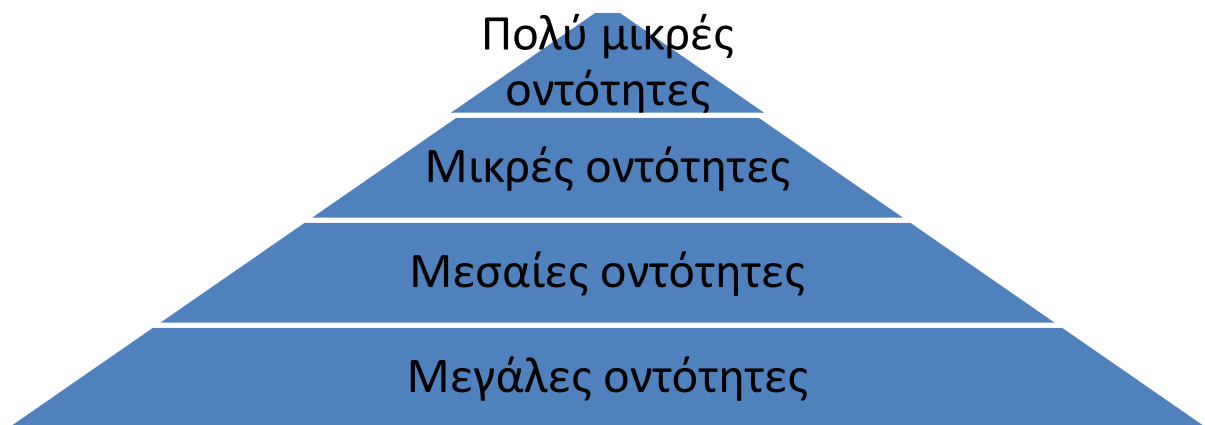 Πολύ μικρές
οντότητες
Μικρές οντότητες
Μεσαίες οντότητες
Μεγάλες οντότητες